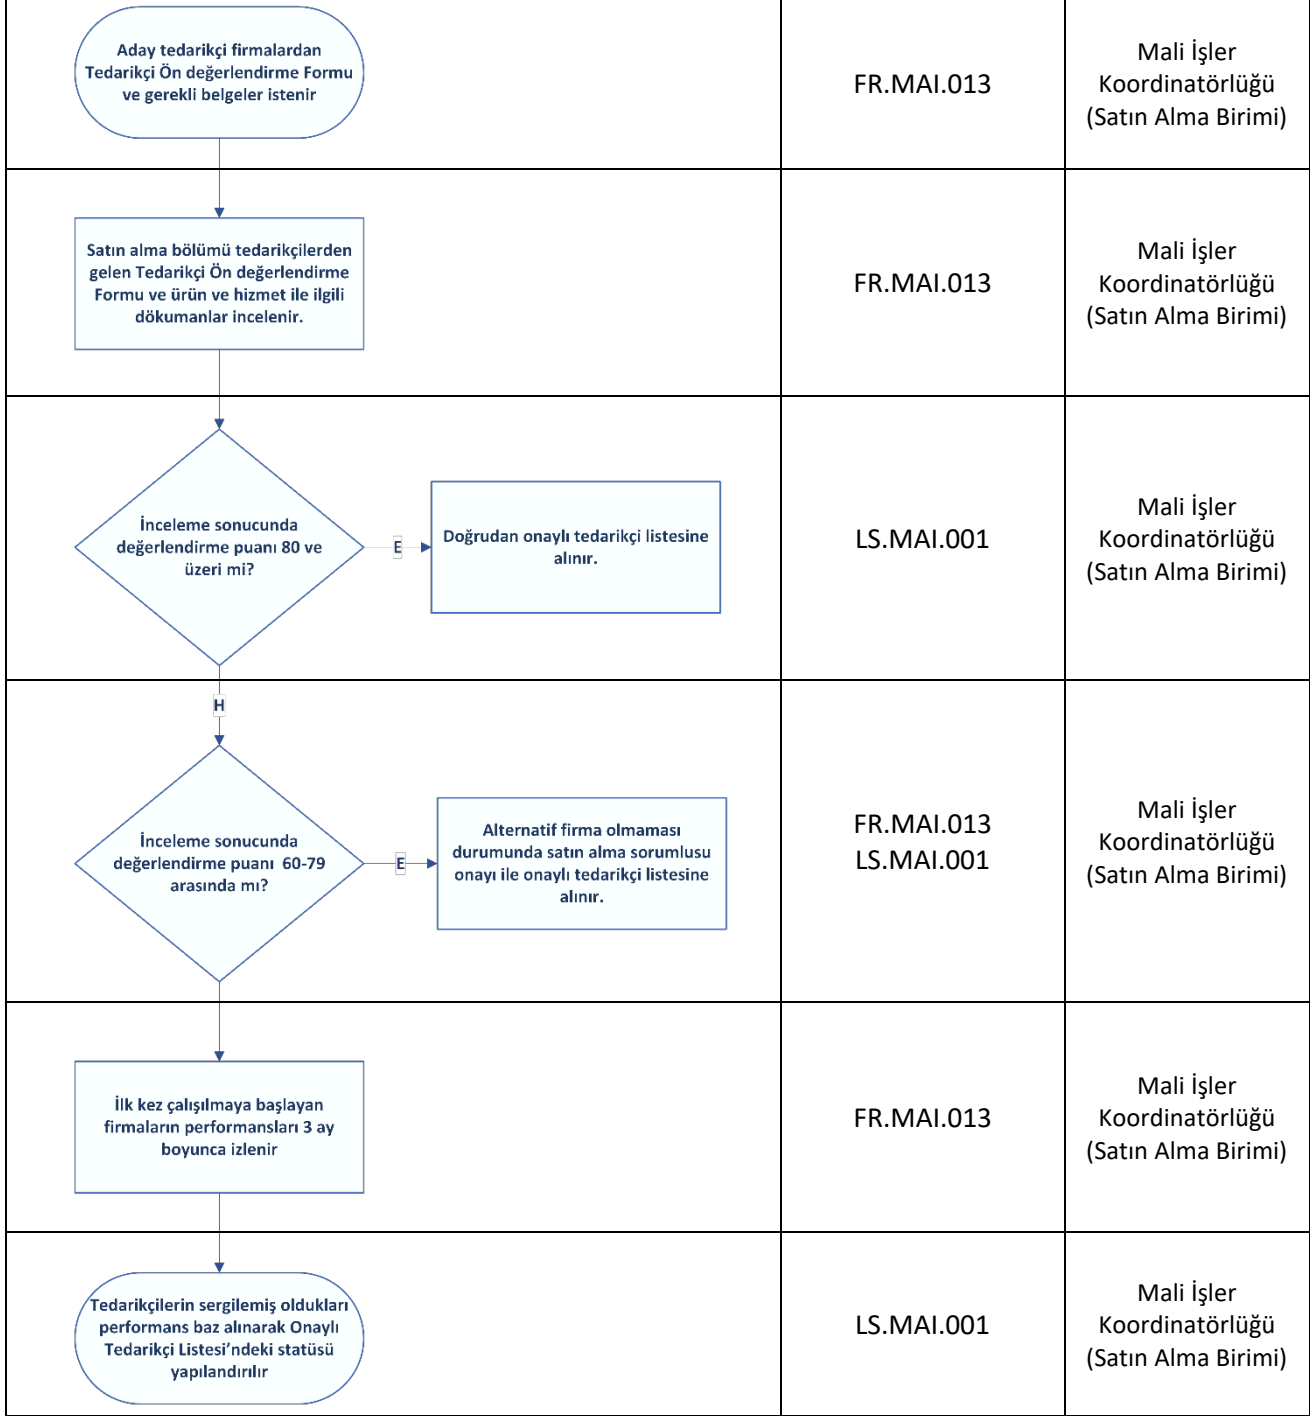 Aday tedarikçi firmalardan
Tedarikçi Ön değerlendirme Formu
ve gerekli belgeler istenir
FR.MAI.013
Mali İşler
Koordinatörlüğü
(Satın Alma Birimi)
Satın alma bölümü tedarikçilerden
gelen Tedarikçi Ön değerlendirme
Formu ve ürün ve hizmet ile ilgili
dökumanlar incelenir.
FR.MAI.013
Mali İşler
Koordinatörlüğü
(Satın Alma Birimi)
İnceleme sonucunda
değerlendirme puanı 80 ve
üzeri mi?
E
Doğrudan onaylı tedarikçi listesine
alınır.
LS.MAI.001
Mali İşler
Koordinatörlüğü
(Satın Alma Birimi)
H
İnceleme sonucunda
değerlendirme puanı 60-79
arasında mı?
E
Alternatif firma olmaması
durumunda satın alma sorumlusu
onayı ile onaylı tedarikçi listesine
alınır.
FR.MAI.013
LS.MAI.001
Mali İşler
Koordinatörlüğü
(Satın Alma Birimi)
İlk kez çalışılmaya başlayan
firmaların performansları 3 ay
boyunca izlenir
FR.MAI.013
Mali İşler
Koordinatörlüğü
(Satın Alma Birimi)
Tedarikçilerin sergilemiş oldukları
performans baz alınarak Onaylı
Tedarikçi Listesi’ndeki statüsü
yapılandırılır
LS.MAI.001
Mali İşler
Koordinatörlüğü
(Satın Alma Birimi)